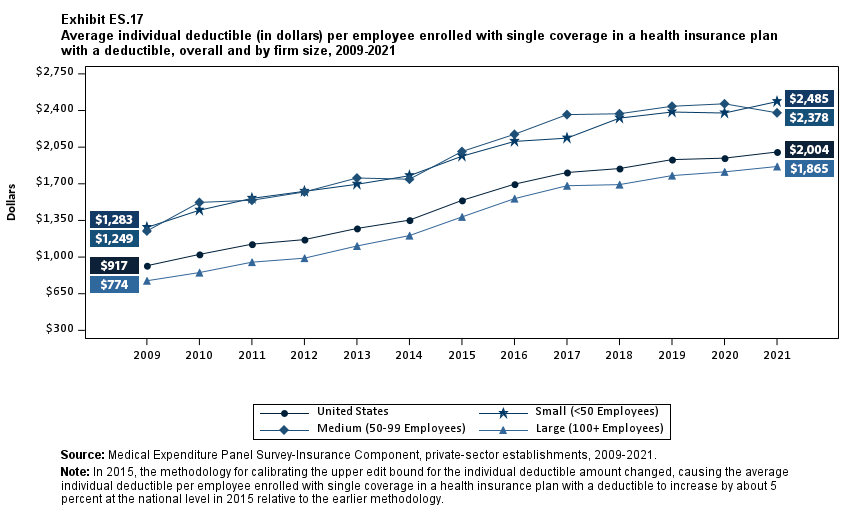 Exhibit ES.17
Average individual deductible (in dollars) per employee enrolled with single coverage in a health insurance plan
with a deductible, overall and by firm size, 2009-2021
$2,750
$2,400
$2,050
$1,700
$1,350
$1,000
$650
$300
Dollars
$1,283
$1,249
$917
$774
$2,485
$2,378
$2,004
$1,865
2009 2010 2011 2012 2013 2014 2015 2016 2017 2018 2019 2020 2021
United States Small (<50 Employees)
Medium (50-99 Employees) Large (100+ Employees)
Source: Medical Expenditure Panel Survey-Insurance Component, private-sector establishments, 2009-2021.
Note: In 2015, the methodology for calibrating the upper edit bound for the individual deductible amount changed, causing the average
individual deductible per employee enrolled with single coverage in a health insurance plan with a deductible to increase by about 5
percent at the national level in 2015 relative to the earlier methodology.